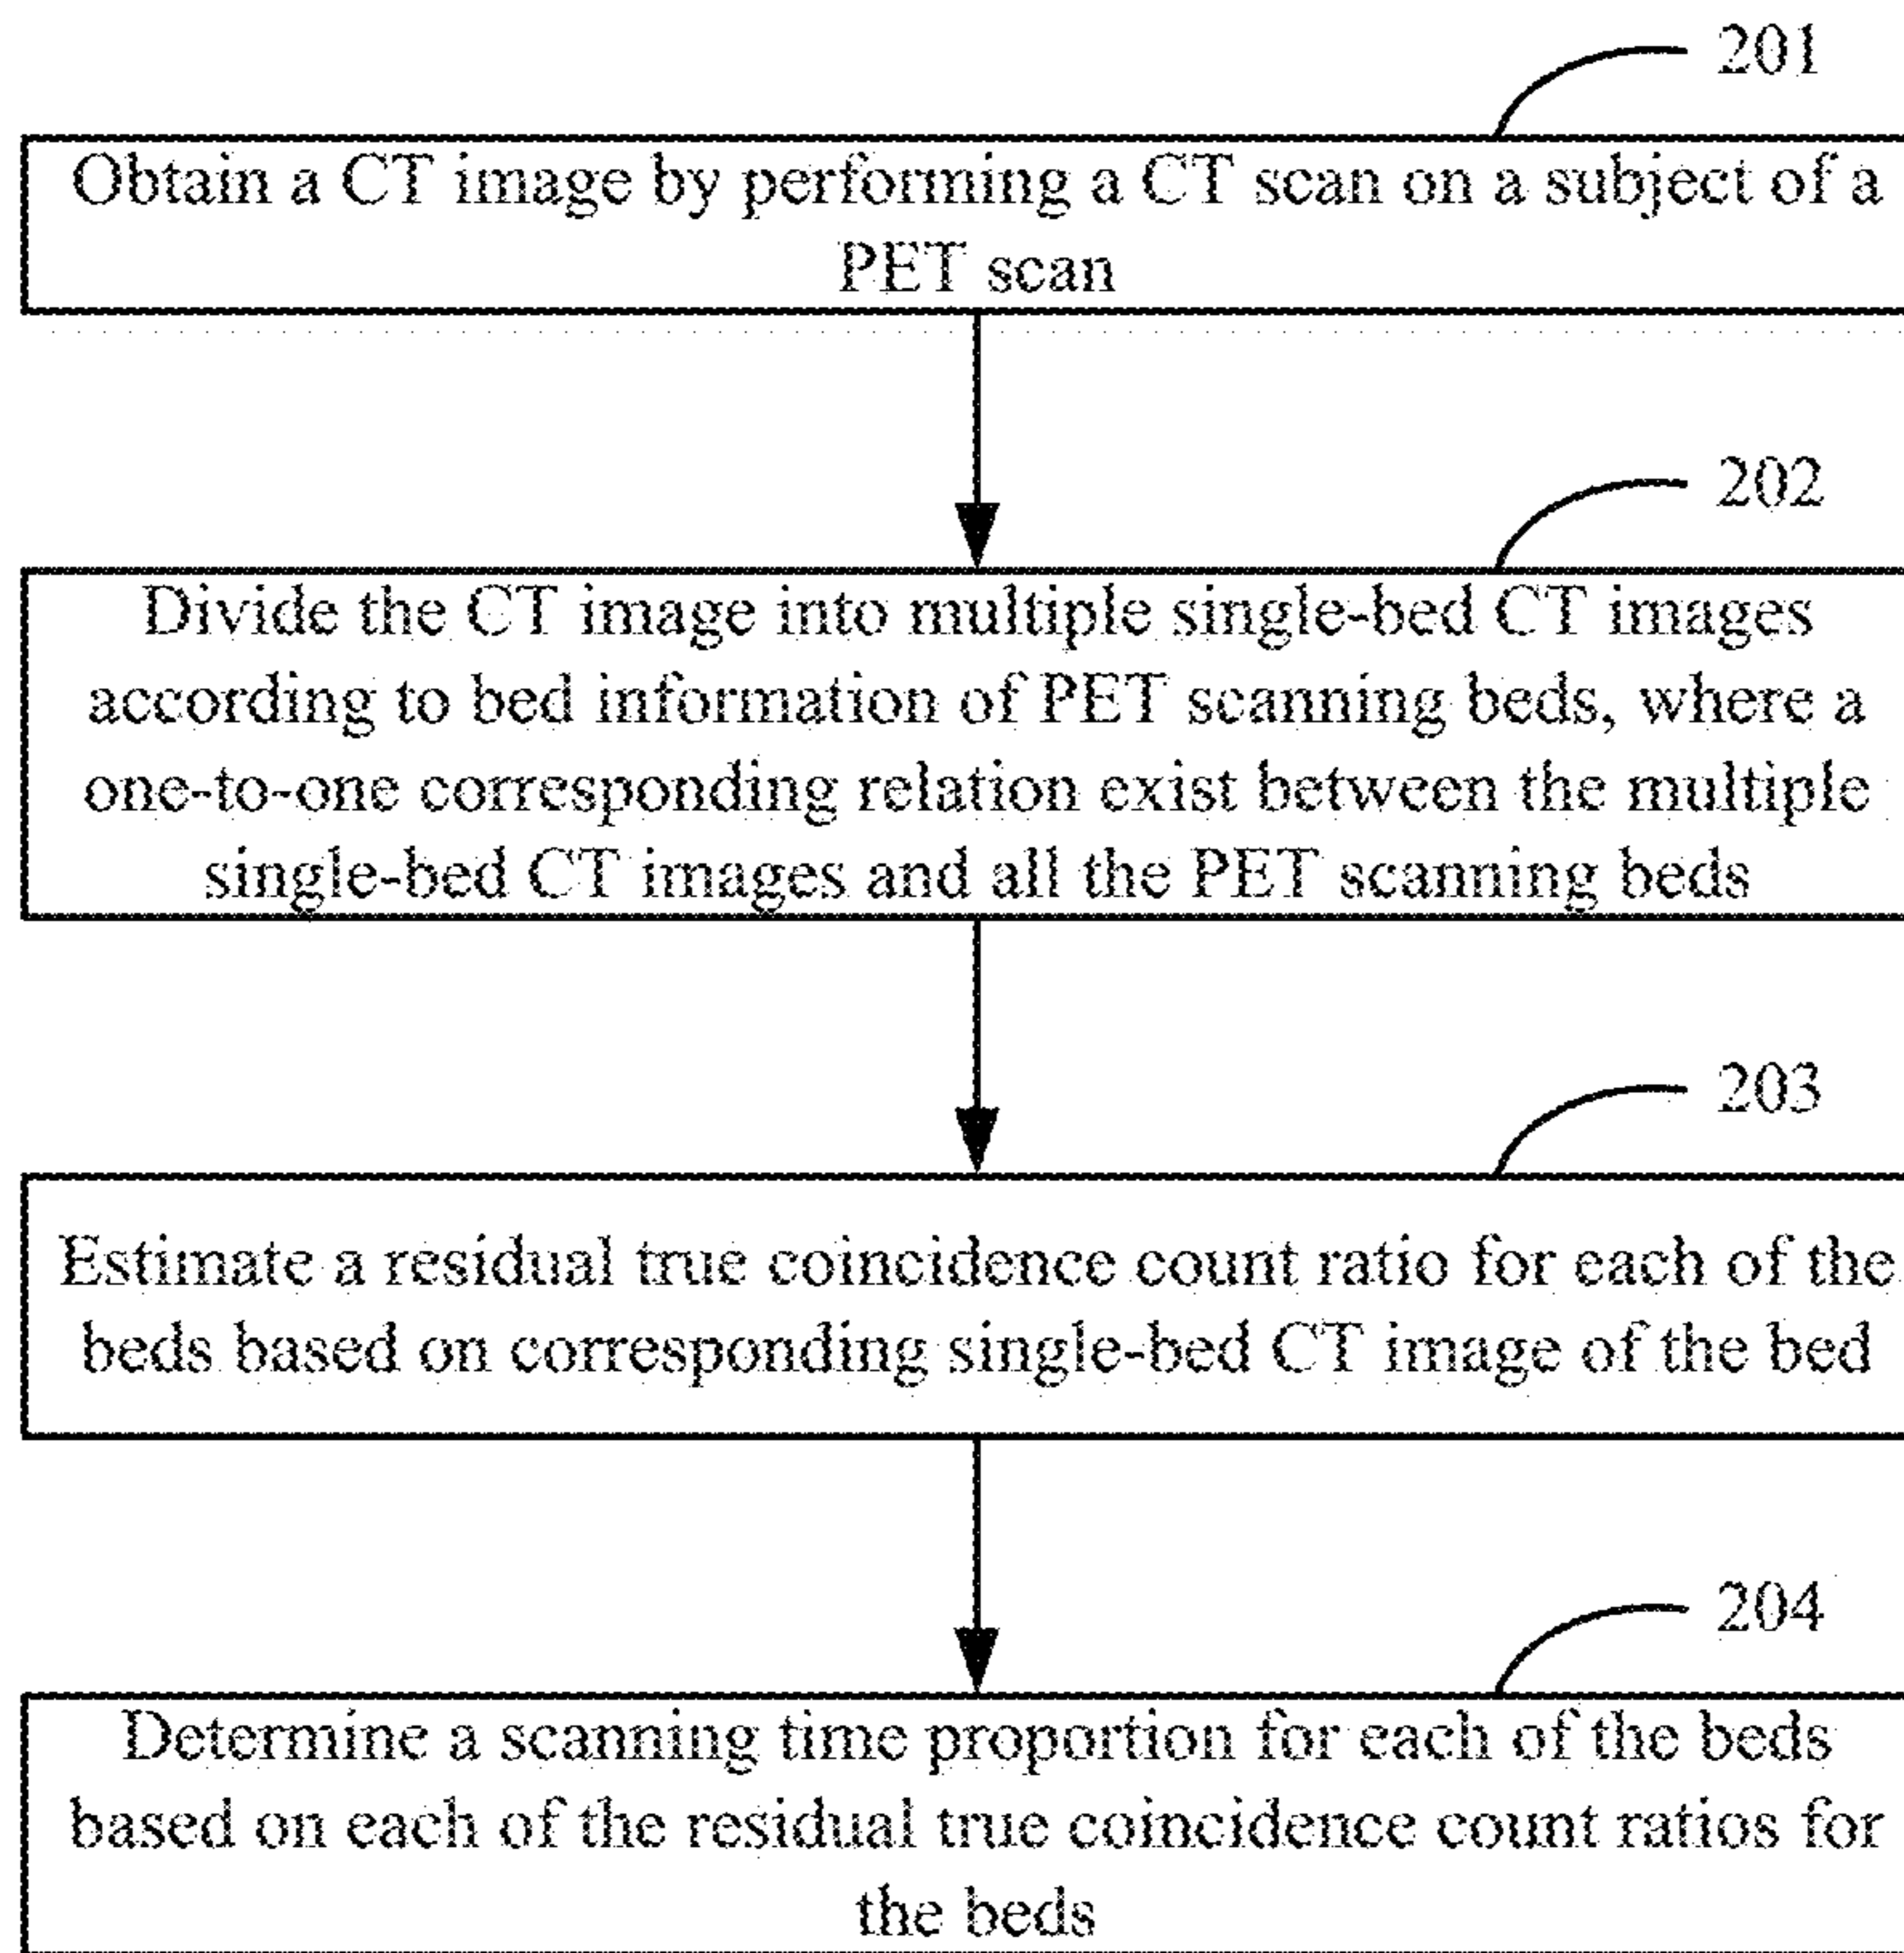 201
Obtain a CT image by performing a CT scan on a subject of a
PET scan
202
Divide the CT image into multiple single-bed CT images
according to bed information of PET scanning beds, where a
one-to-one corresponding relation exist between the multiple
single-bed CT images and all the PET scanning beds
203
Estimate a residual true coincidence count ratio for each of the
beds based on corresponding single-bed CT image of the bed
204
Determine a scanning time proportion for each of the beds
based on each of the residual true coincidence count ratios for
the beds